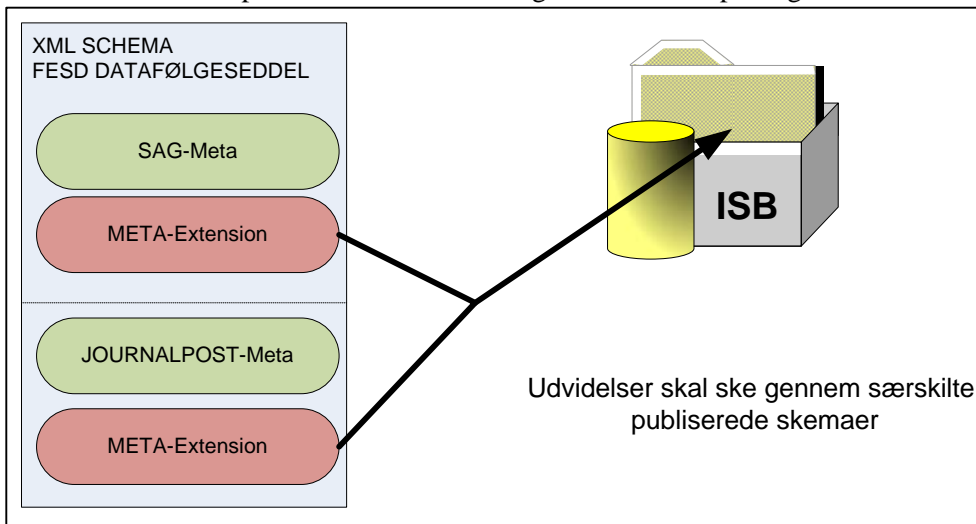 XML SCHEMA
FESD DATAFØLGESEDDEL
SAG-Meta
META-Extension
JOURNALPOST-Meta
META-Extension
ISB
Udvidelser skal ske gennem særskilte
publiserede skemaer